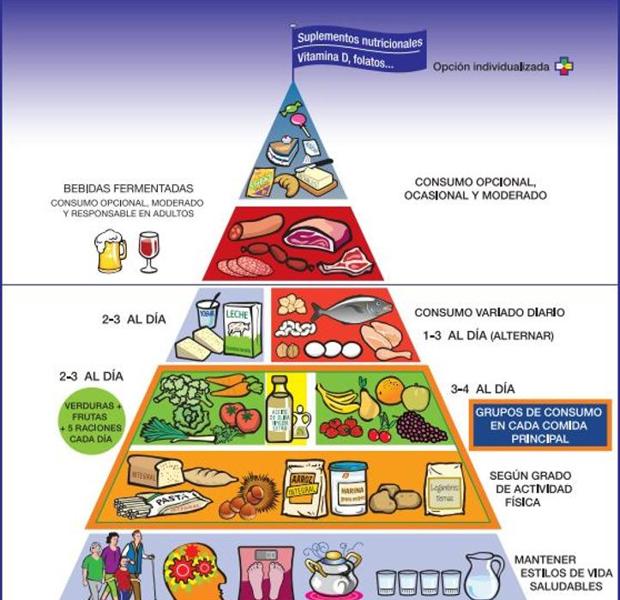 Suplementos nutricionales
Vitamina D, folatos...
Opción individualizada
BEBIDAS FERMENTADAS
CONSUMO OPCIONAL, MODERADO
Y RESPONSABLE EN ADULTOS
CONSUMO OPCIONAL,
OCASIONAL Y MODERADO
2-3 AL DÍA
LECHE
CONSUMO VARIADO DIARIO
1-3 AL DÍA (ALTERNAR)
2-3 AL DÍA
VERDURAS +
FRUTAS
+ 5 RACIONES
CADA DÍA
ACEITE
DE OLIVA
VIRGEN
EXTRA
3-4 AL DÍA
GRUPOS DE CONSUMO
EN CADA COMIDA
PRINCIPAL
INTEGRAL
PASTA
INTEGRAL
ARROZ
INTEGRAL
HARINA
Legumbres
tiernas
SEGÚN GRADO
DE ACTIVIDAD
FÍSICA
MANTENER
ESTILOS DE VIDA
SALUDABLES